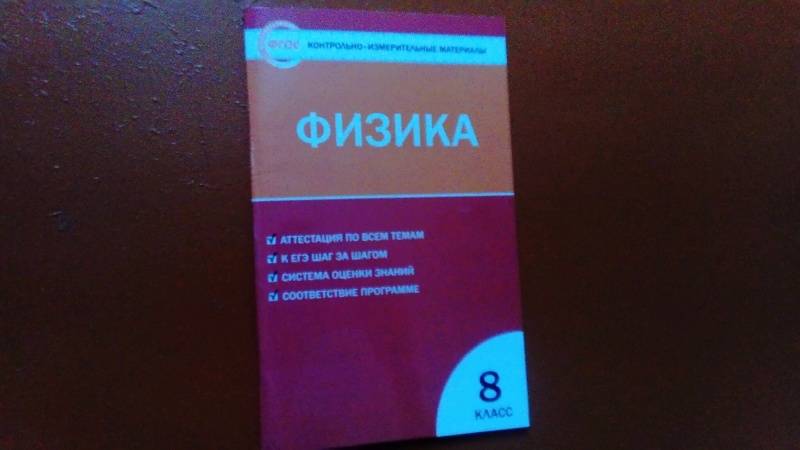 ФГОС
КОНТРОЛЬНО-ИЗМЕРИТЕЛЬНЫЕ МАТЕРИАЛЫ
ФИЗИКА
АТТЕСТАЦИЯ ПО ВСЕМ ТЕМАМ
К ЕГЭ ШАГ ЗА ШАГОМ
СИСТЕМА ОЦЕНКИ ЗНАНИЙ
СООТВЕТСТВИЕ ПРОГРАММЕ
8
КЛАСС